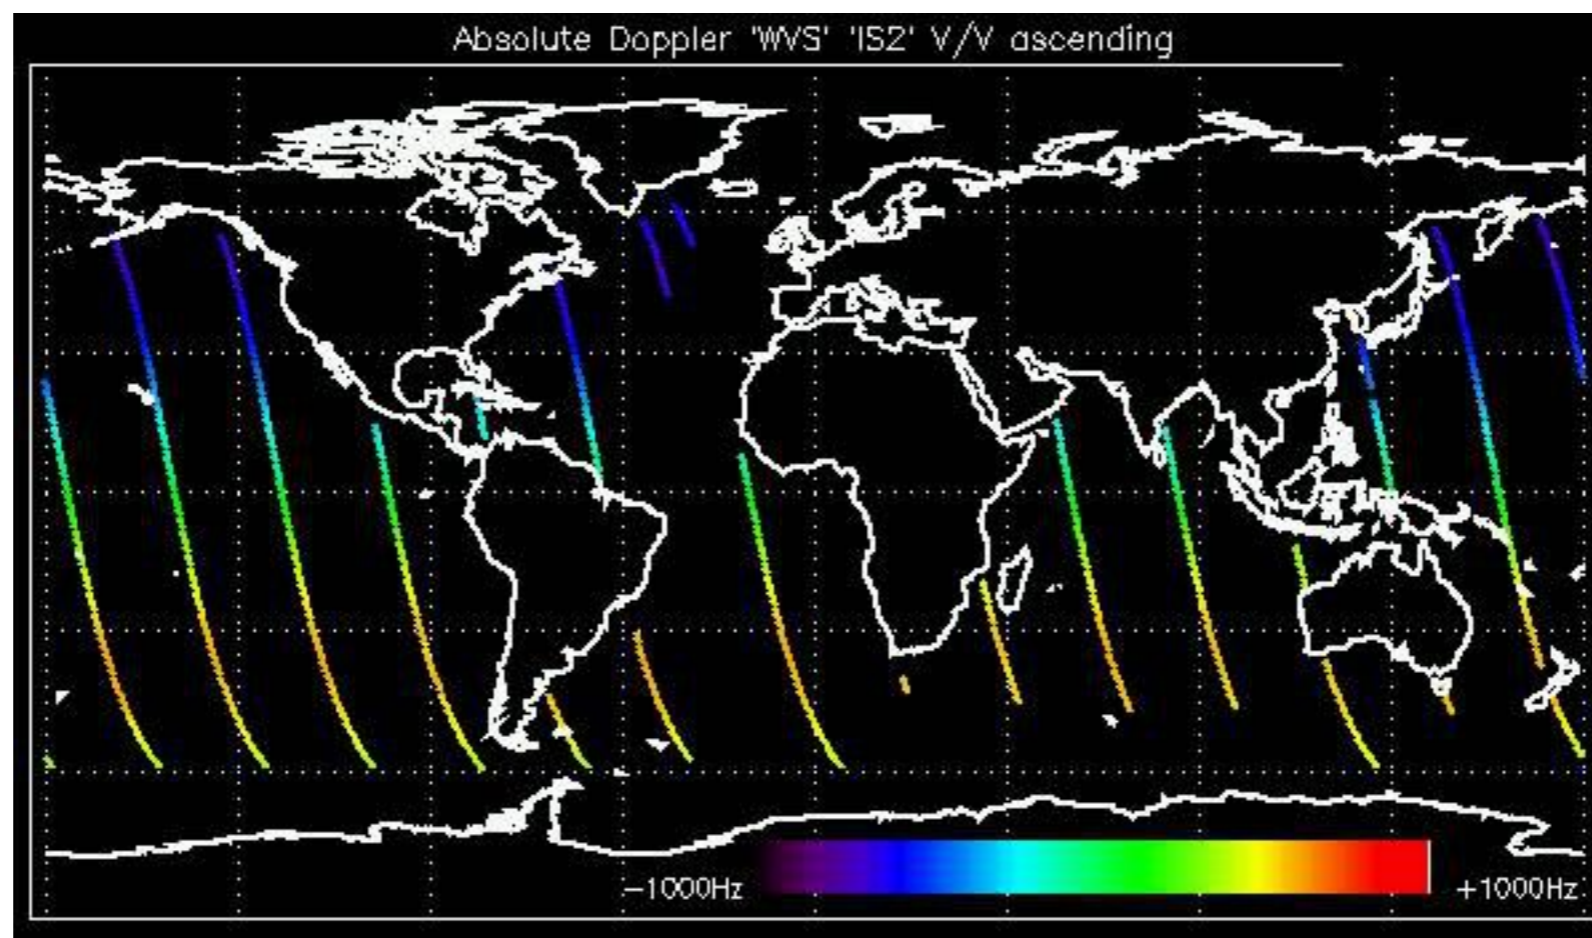 Absolute Doppler 'WVS' 'IS2' V/V ascending
−1000Hz
+1000Hz